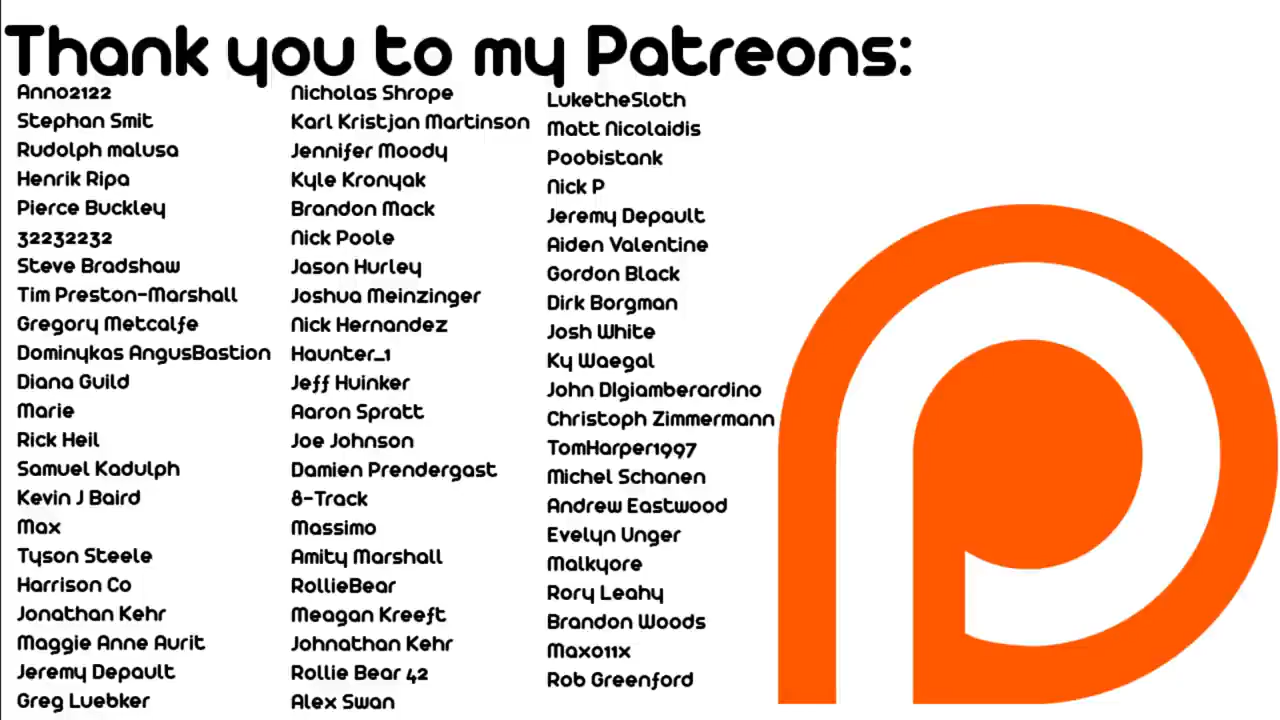 Thank you to my Patreons:
Anno2122
Stephan Smit
Rudolph malusa
Henrik Ripa
Pierce Buckley
32232232
Steve Bradshaw
Tim Preston-Marshall
Gregory Metcalfe
Dominykas AngusBastion
Diana Guild
Marie
Rick Heil
Samuel Kadulph
Kevin J Baird
Max
Tyson Steele
Harrison Co
Jonathan Kehr
Maggie Anne Aurit
Jeremy Depault
Greg Luebker
Nicholas Shrope
Karl Kristjan Martinson
Jennifer Moody
Kyle Kronyak
Brandon Mack
Nick Poole
Jason Hurley
Joshua Meinzinger
Nick Hernandez
Haunter_1
Jeff Huinker
Aaron Spratt
Joe Johnson
Damien Prendergast
8-Track
Massimo
Amity Marshall
RollieBear
Meagan Kreeft
Johnathan Kehr
Rollie Bear 42
Alex Swan
LuketheSloth
Matt Nicolaidis
Poobistank
Nick P
Jeremy Depault
Aiden Valentine
Gordon Black
Dirk Borgman
Josh White
Ky Waegal
John DIgiamberardino
Christoph Zimmermann
TomHarper1997
Michel Schanen
Andrew Eastwood
Evelyn Unger
Malkyore
Rory Leahy
Brandon Woods
Max011x
Rob Greenford